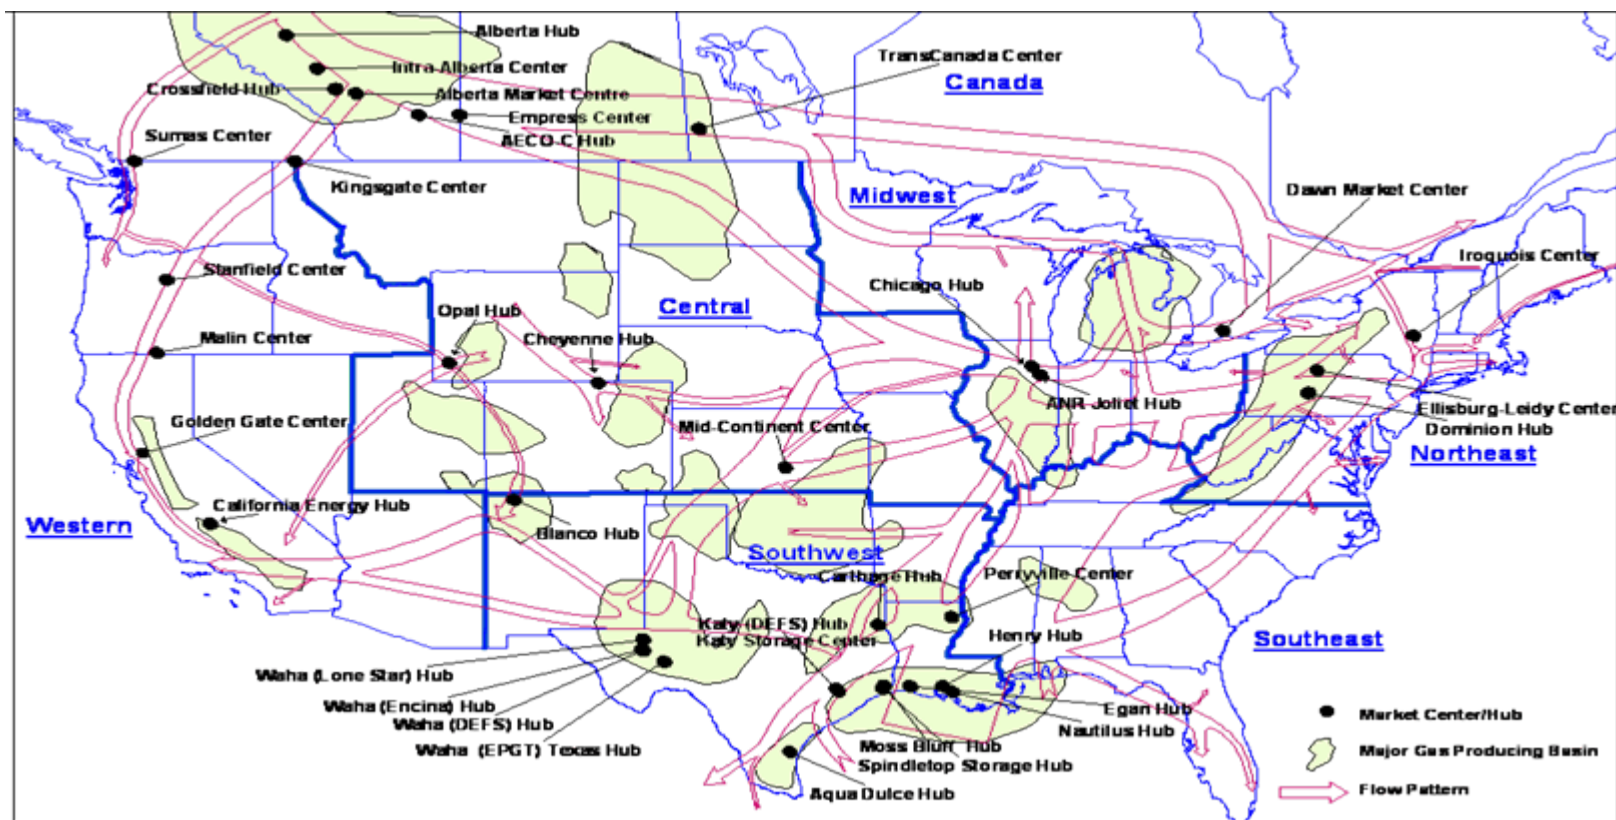 Alberta Hub
Intra Alberta Center
TransCanada Center
Canada
Crossfield Hub
Alberta Market Centre
Empress Center
Sumas Center
AECO-C Hub
Kingsgate Center
Midwest
Dawn Market Center
Stanfield Center
Iroquois Center
Chicago Hub
Opal Hub
Central
Malin Center
Cheyenne Hub
ANR Joliet Hub
Ellisburg-Leidy Center
Golden Gate Center
Mid-Continent Center
Dominion Hub
Northeast
California Energy Hub
Western
Blanco Hub
Southwest
Carthage Hub
Perryville Center
Katy (DEFS) Hub
Katy Storage Center
Henry Hub
Southeast
Waha (Lone Star) Hub
Waha (Encina) Hub
Egan Hub
Waha (DEFS) Hub
Nautilus Hub
Waha (EPGT) Texas Hub
Moss Bluff Hub
Spindletop Storage Hub
Aqua Dulce Hub
Market Center/Hub
Major Gas Producing Basin
Flow Pattern